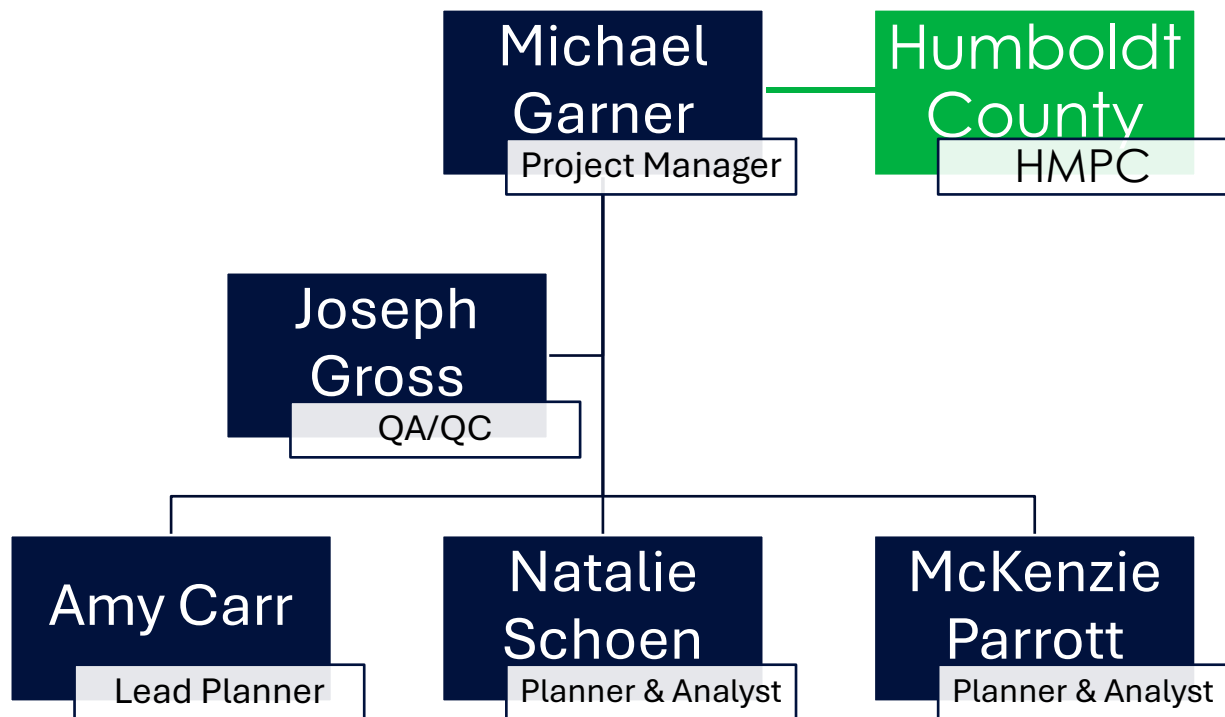 Michael
Garner
Project Manager
Humboldt
County
HMPC
Joseph
Gross
QA/QC
Amy Carr
Lead Planner
Natalie
Schoen
Planner & Analyst
McKenzie
Parrott
Planner & Analyst